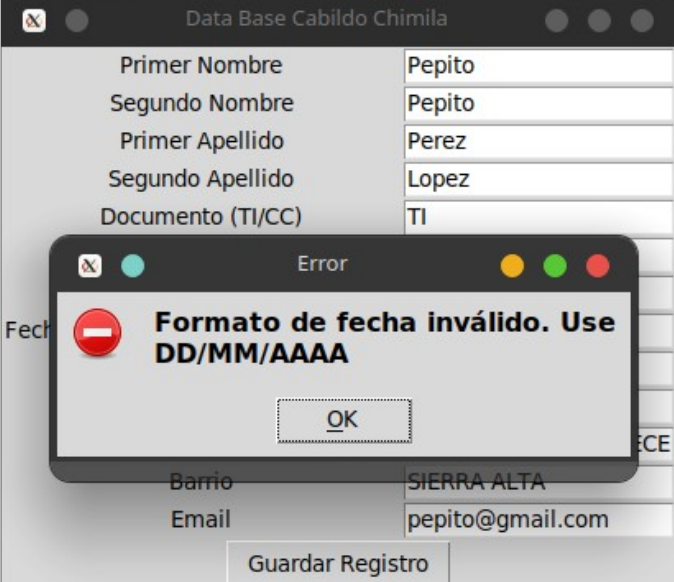 Data Base Cabildo Chimila
Primer Nombre Pepito
Segundo Nombre Pepito
Primer Apellido Perez
Segundo Apellido Lopez
Documento (TI/CC) TI
Error
Fech
Formato de fecha inválido. Use
DD/MM/AAAA
OK
ECE
Barrio SIERRA ALTA
Email pepito@gmail.com
Guardar Registro